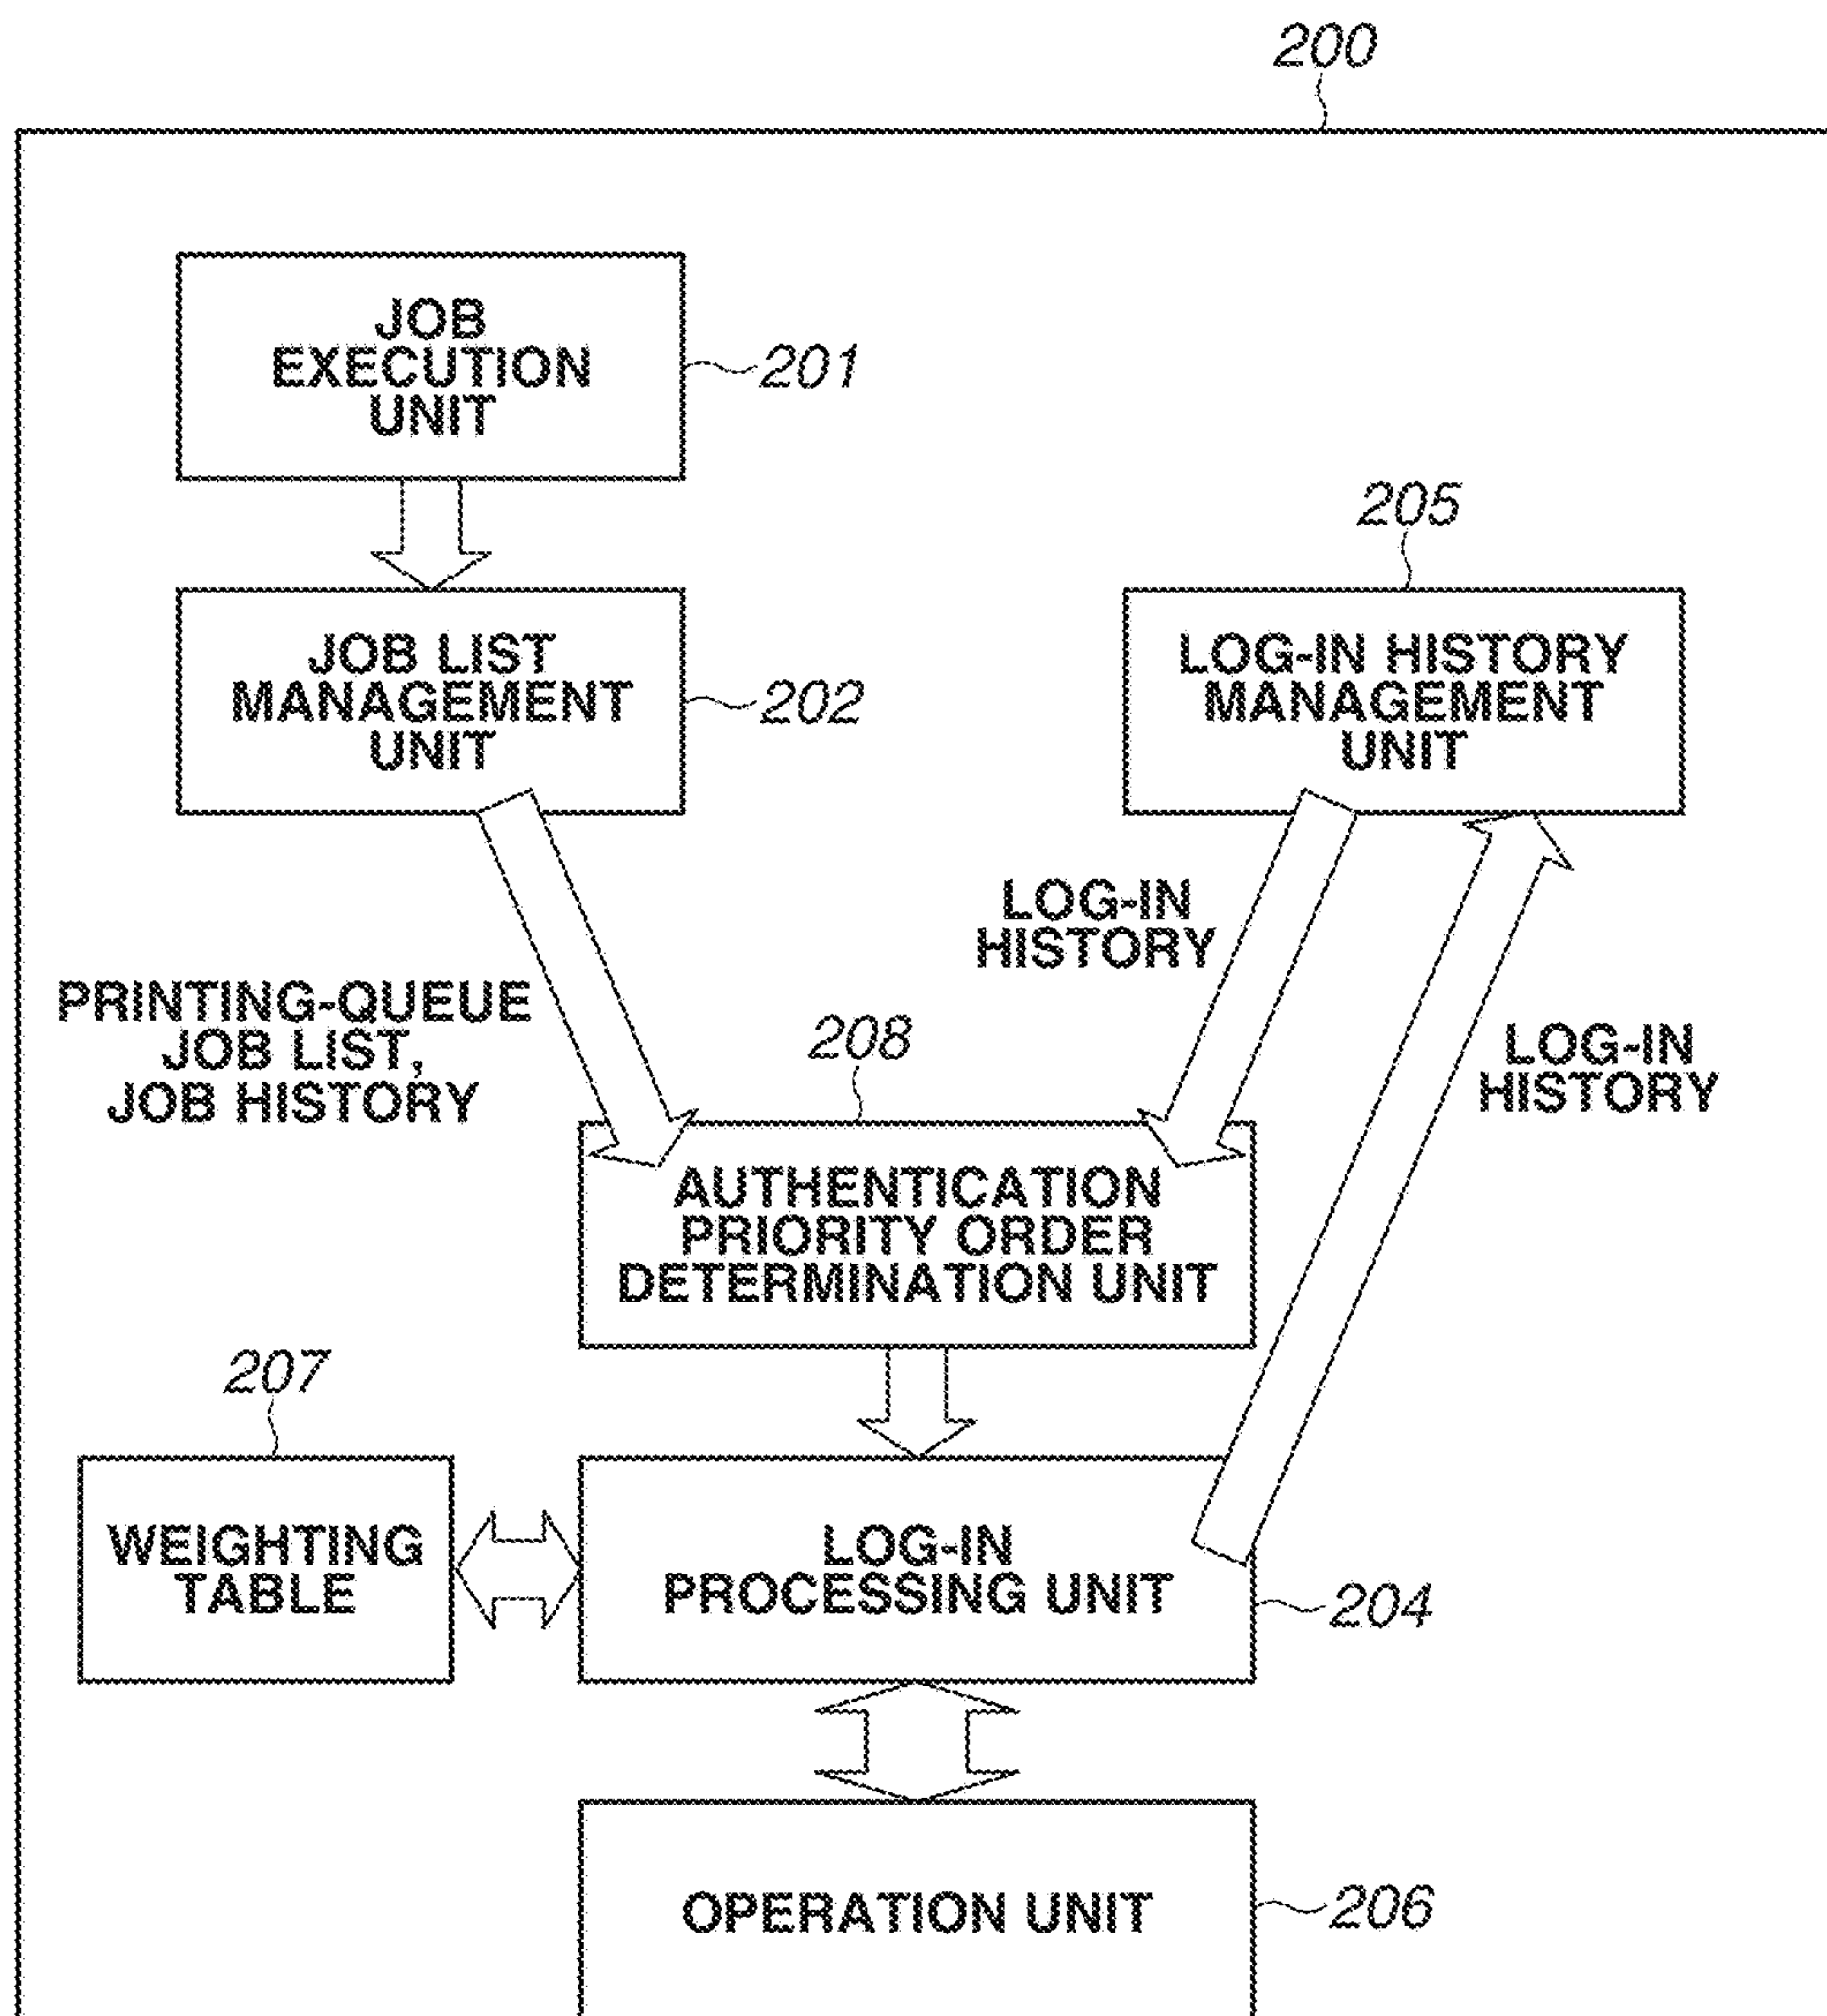 200
JOB
EXECUTION
UNIT
201
JOB LIST
MANAGEMENT
UNIT
202
205
LOG-IN HISTORY
MANAGEMENT
UNIT
LOG-IN
HISTORY
PRINTING-QUEUE
JOB LIST,
JOB HISTORY
208
LOG-IN
HISTORY
AUTHENTICATION
PRIORITY ORDER
DETERMINATION UNIT
207
WEIGHTING
TABLE
LOG-IN
PROCESSING UNIT
204
OPERATION UNIT
206